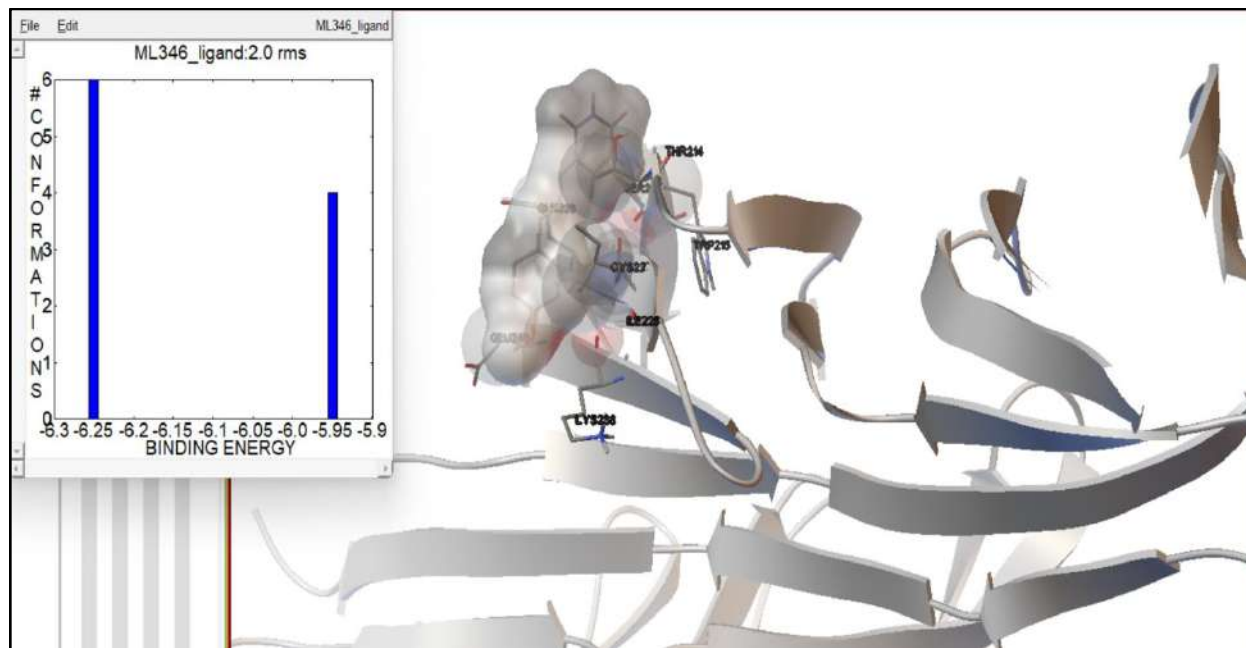 File Edit ML346_ligand
ML346_ligand:2.0 rms
#CONFORMATIONS
6
5
4
3
2
1
0
-6.3 -6.25 -6.2 -6.15 -6.1 -6.05 -6.0 -5.95 -5.9
BINDING ENERGY
THR214
TRP215
ILE226